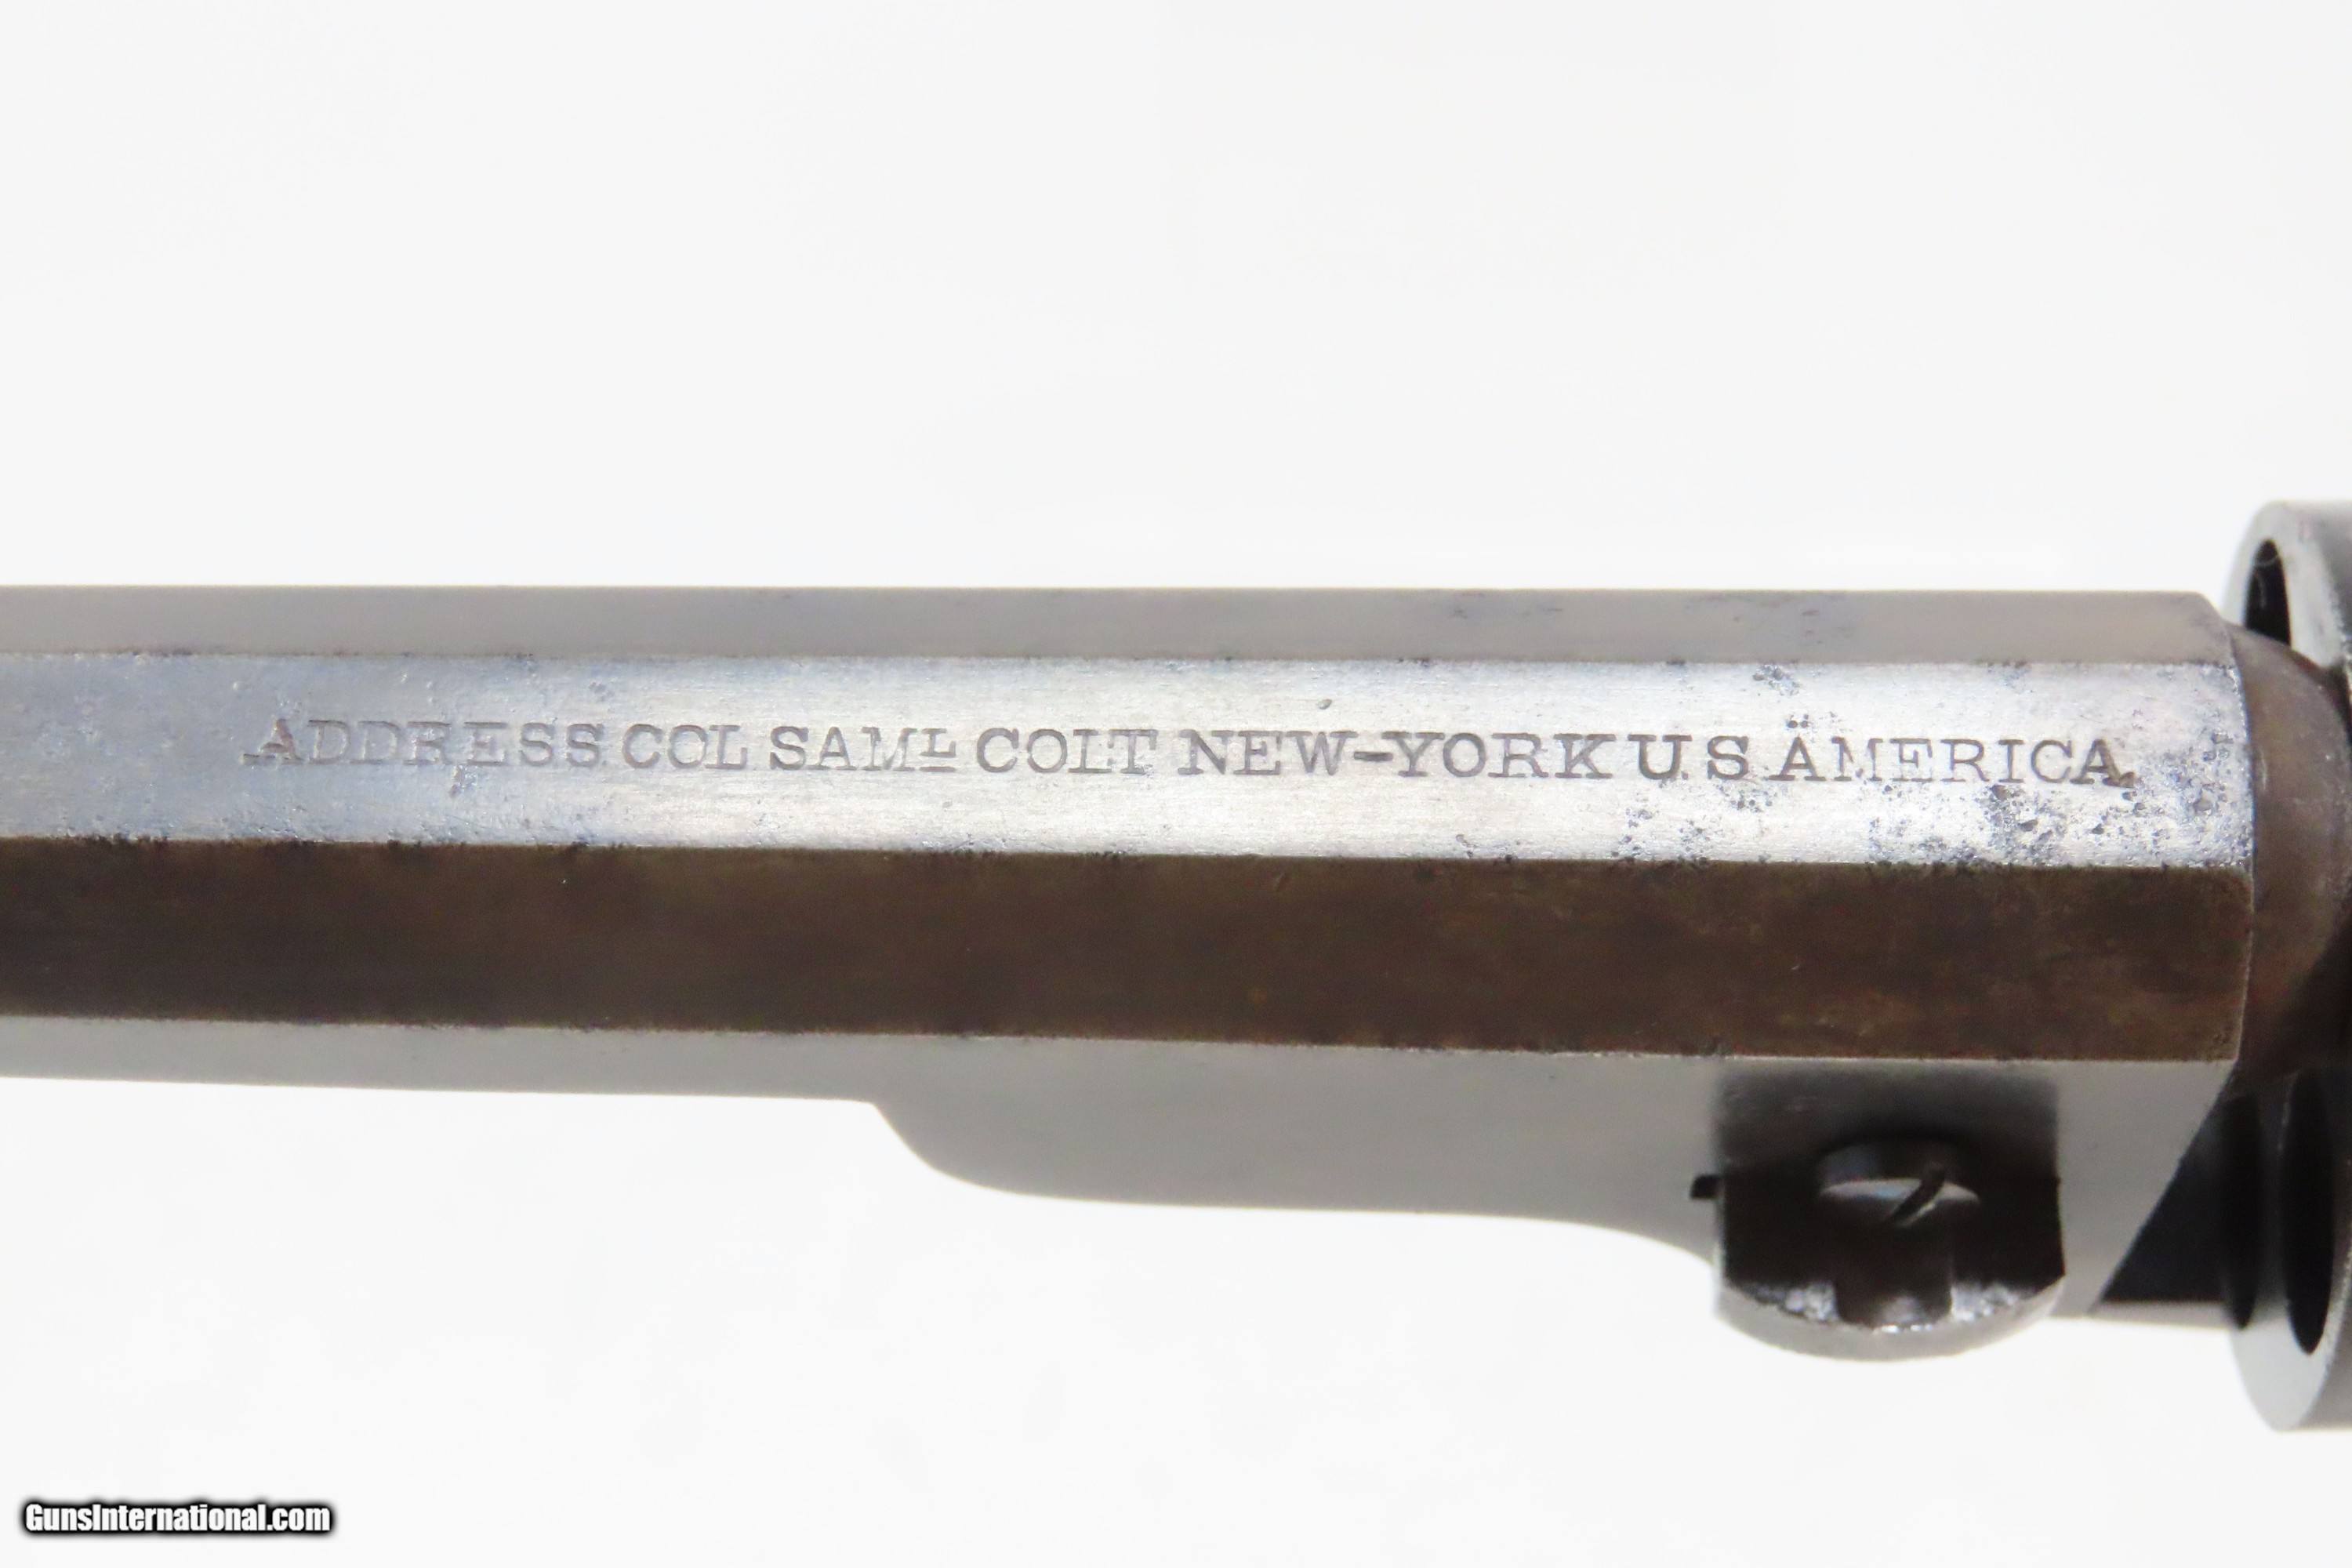 ADDRESS COL SAMᴸ COLT NEW-YORK U.S AMERICA
GunsInternational.com